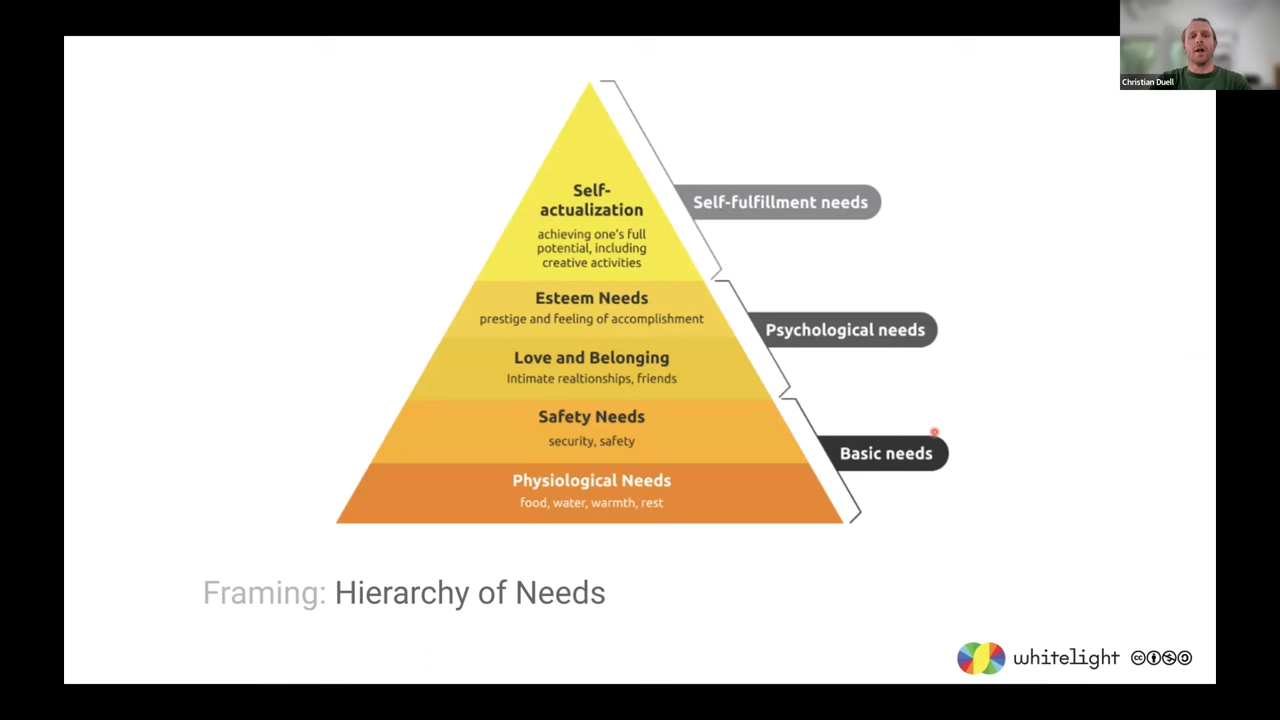 Christian Duell
Self-
actualization
achieving one's full
potential, including
creative activities
Self-fulfillment needs
Esteem Needs
prestige and feeling of accomplishment
Psychological needs
Love and Belonging
Intimate realtionships, friends
Safety Needs
security, safety
Basic needs
Physiological Needs
food, water, warmth, rest
Framing: Hierarchy of Needs
whitelight
cc